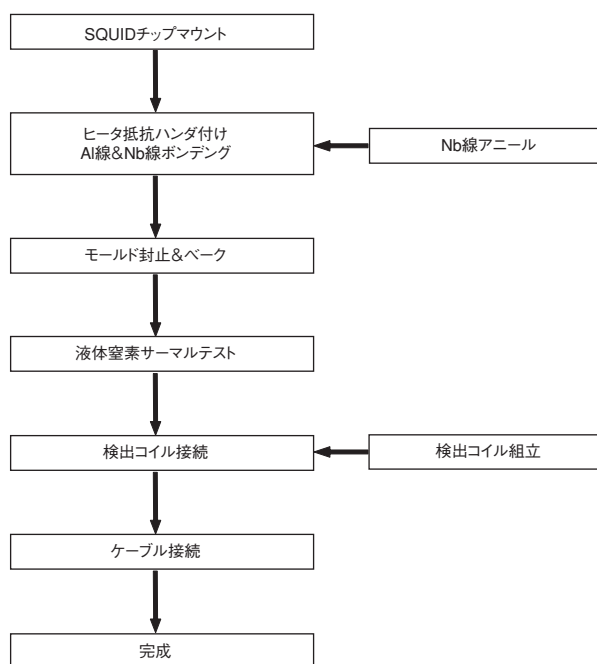 SQUIDチップマウント
ヒータ抵抗ハンダ付け
Al線＆Nb線ボンデング
Nb線アニール
モールド封止＆ベーク
液体窒素サーマルテスト
検出コイル接続
検出コイル組立
ケーブル接続
完成